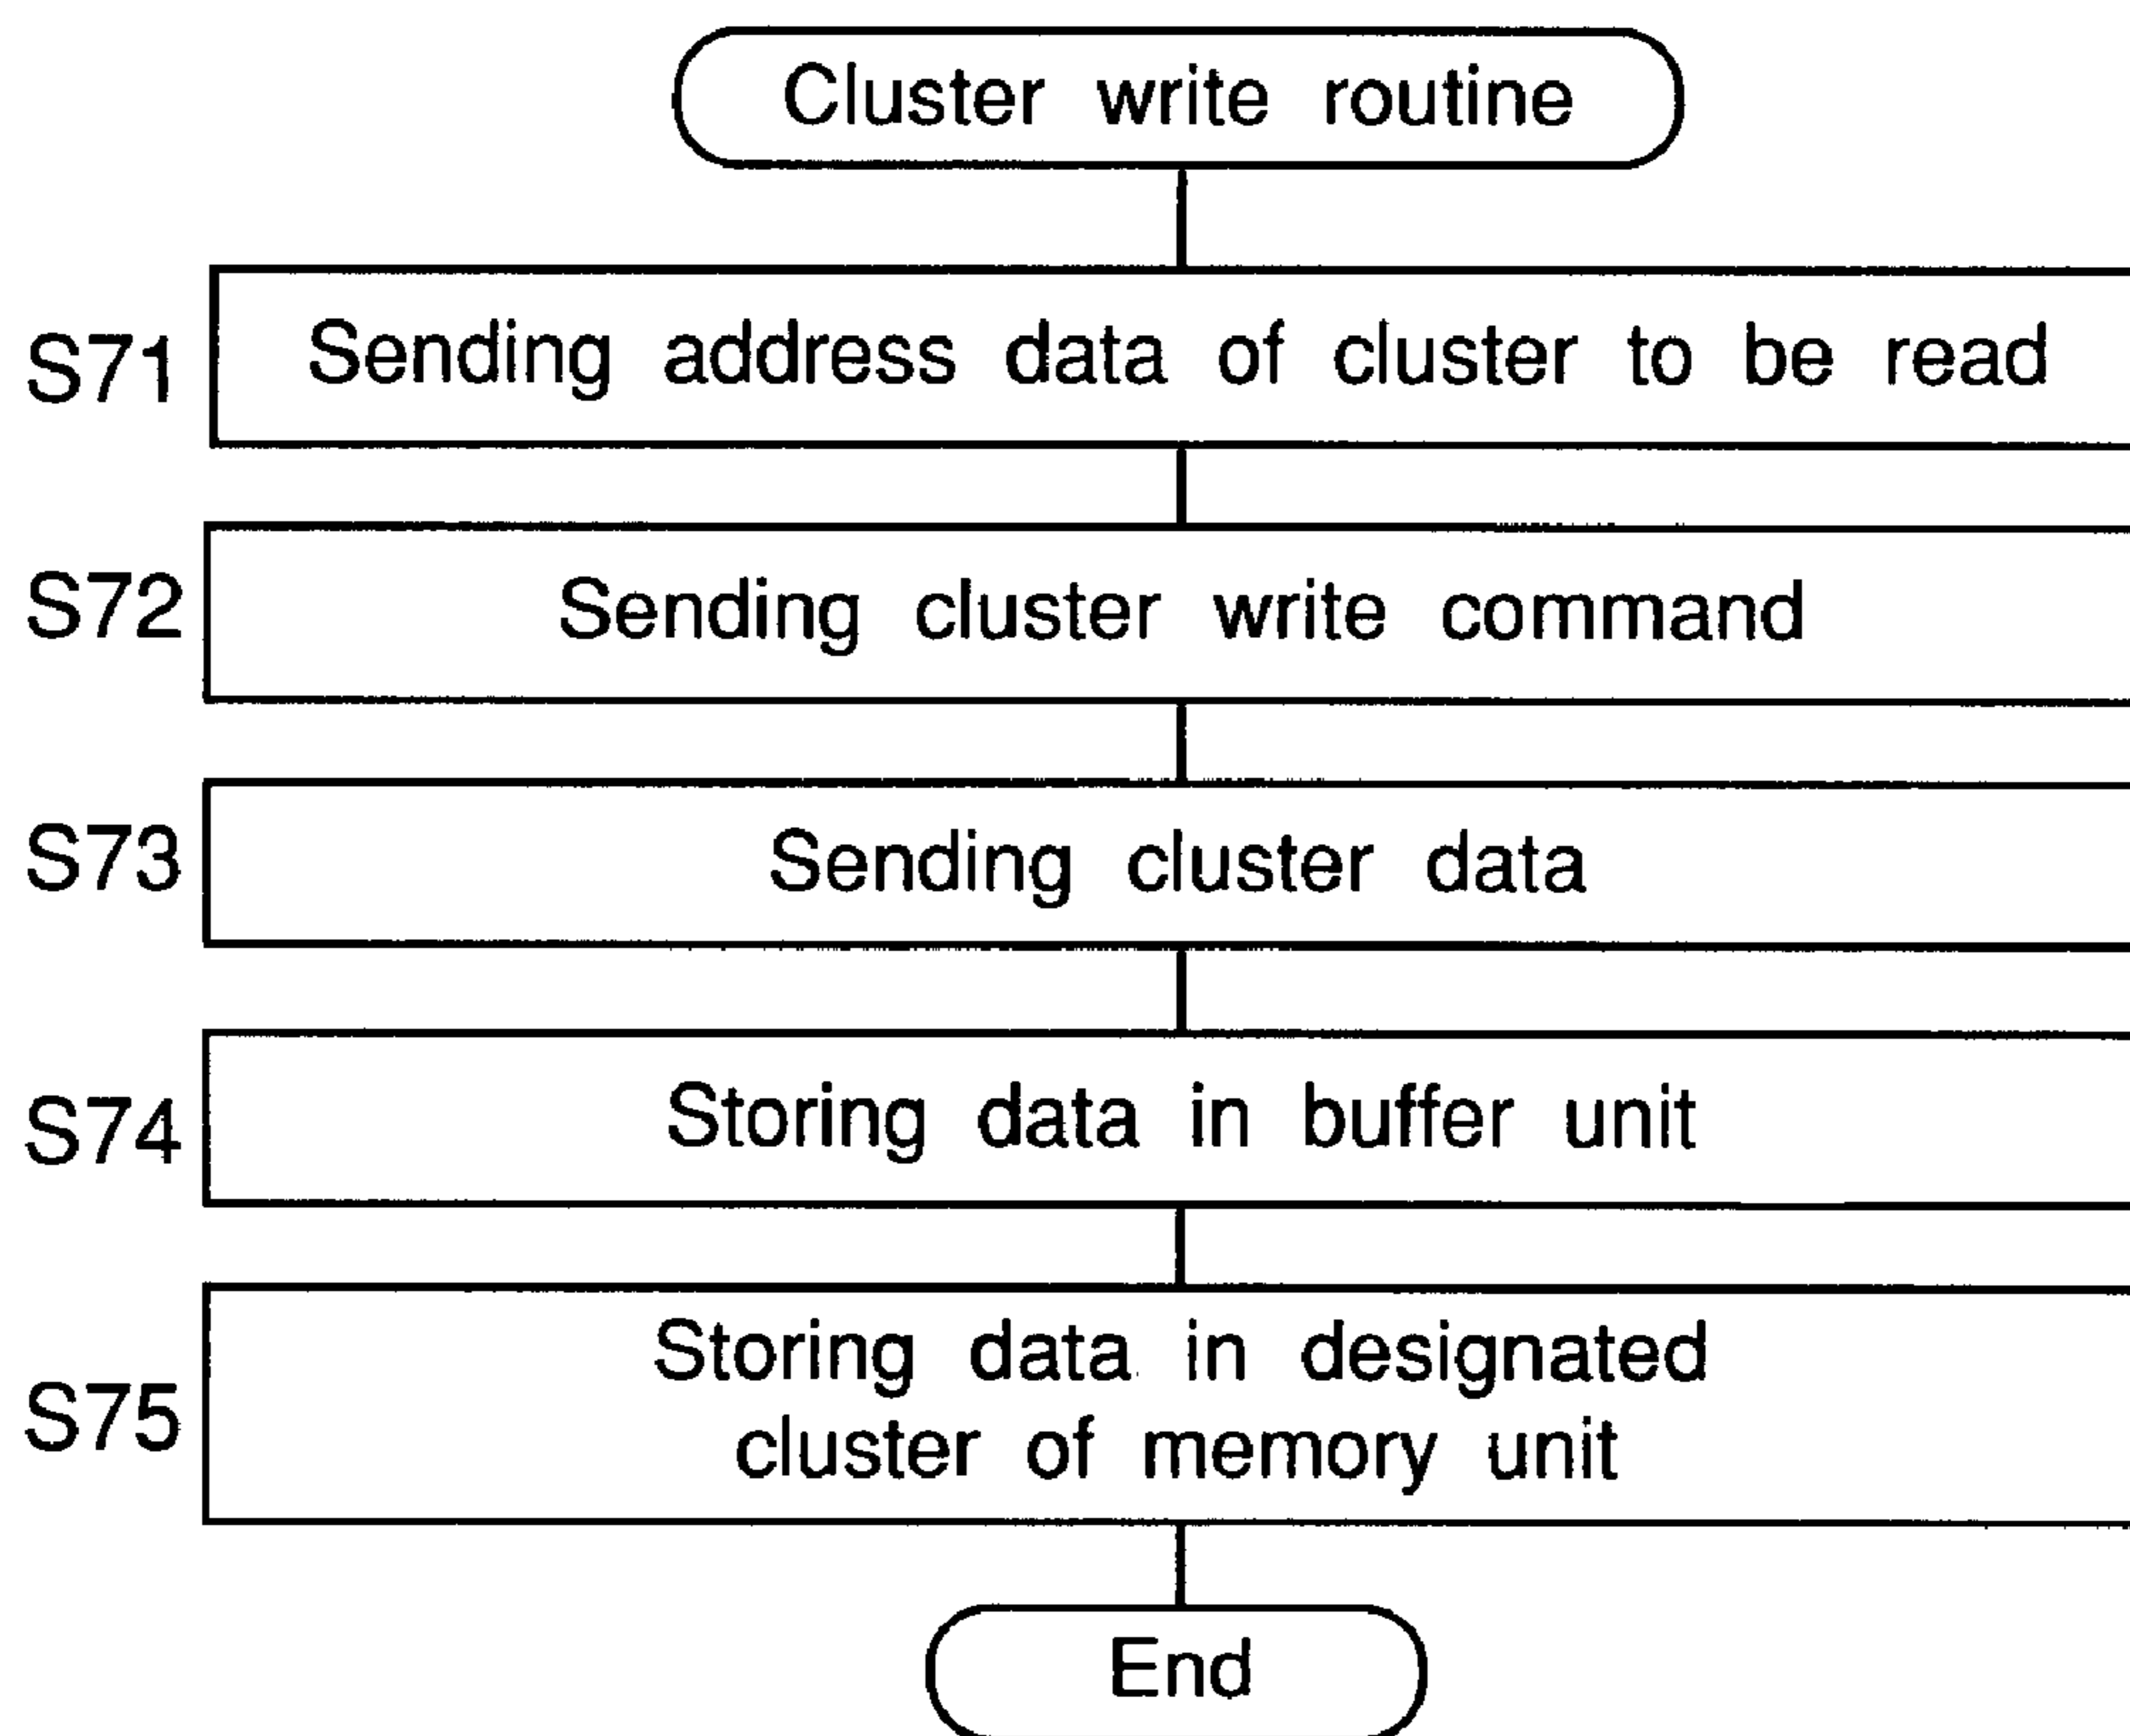 Cluster write routine
S71 Sending address data of cluster to be read
S72 Sending cluster write command
S73 Sending cluster data
S74 Storing data in buffer unit
S75 Storing data in designated
cluster of memory unit
End